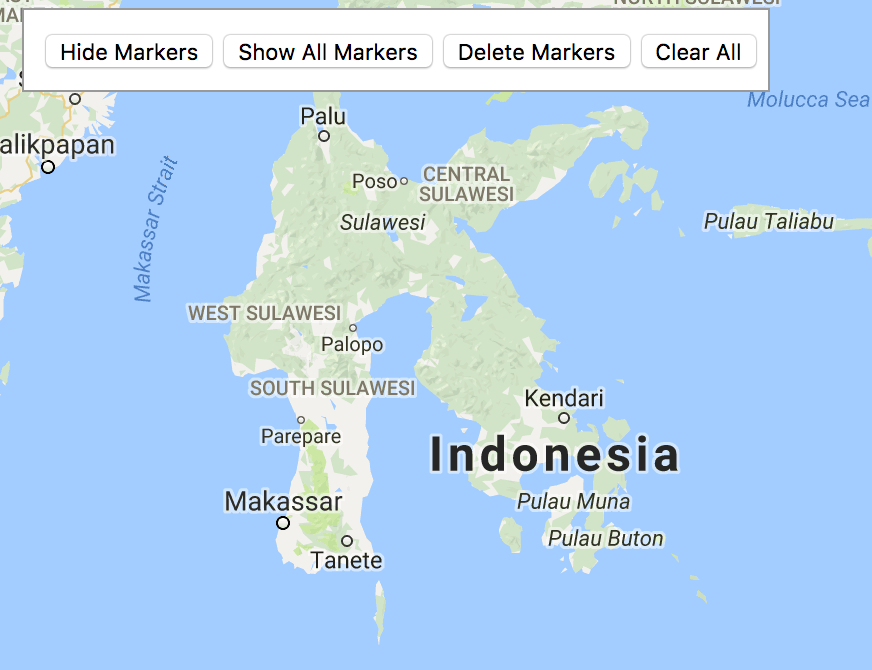 NORTH SULAWESI
Hide Markers
Show All Markers
Delete Markers
Clear All
Molucca Sea
Palu
alikpapan
Makassar Strait
Poso
CENTRAL
SULAWESI
Sulawesi
Pulau Taliabu
WEST SULAWESI
Palopo
SOUTH SULAWESI
Kendari
Parepare
Indonesia
Makassar
Pulau Muna
Pulau Buton
Tanete